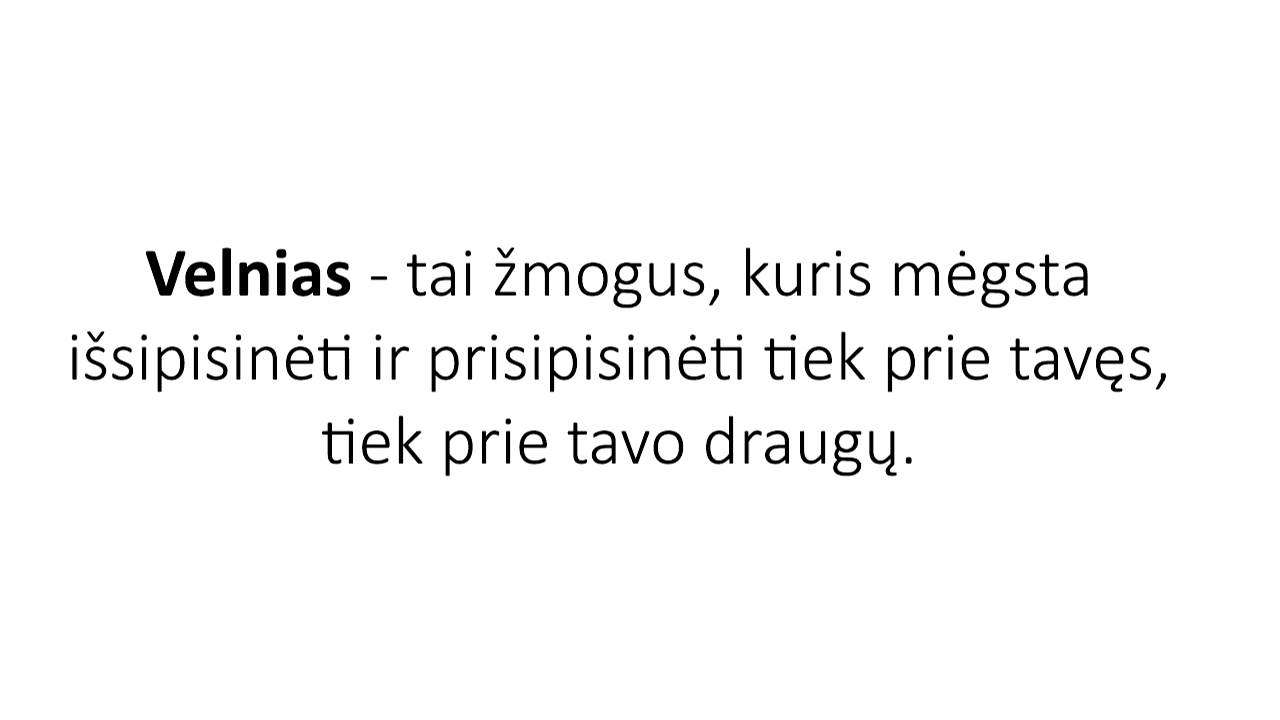 Velnias - tai žmogus, kuris mėgsta
išsipisinėti ir prisipisinėti tiek prie tavęs,
tiek prie tavo draugų.